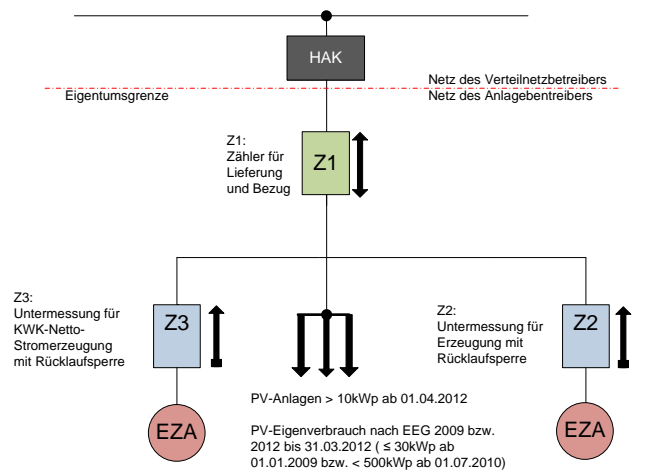 HAK
Netz des Verteilnetzbetreibers
Eigentumsgrenze
Netz des Anlagebentreibers
Z1:
Zähler für
Lieferung
und Bezug
Z1
Z3:
Untermessung für
KWK-Netto-
Stromerzeugung
mit Rücklaufsperre
Z3
Z2:
Untermessung für
Erzeugung mit
Rücklaufsperre
Z2
EZA
PV-Anlagen > 10kWp ab 01.04.2012
PV-Eigenverbrauch nach EEG 2009 bzw.
2012 bis 31.03.2012 ( ≤ 30kWp ab
01.01.2009 bzw. < 500kWp ab 01.07.2010)
EZA